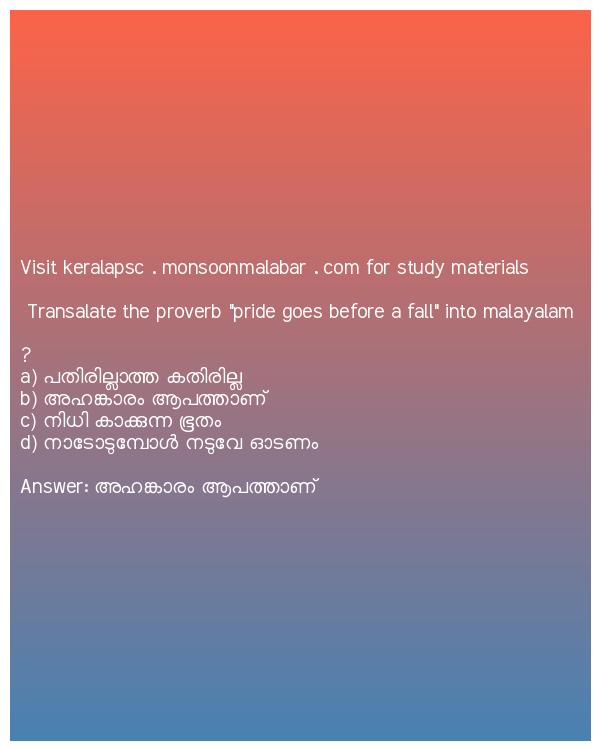 Visit keralapsc . monsoonmalabar . com for study materials
Transalate the proverb "pride goes before a fall" into malayalam
?
a) പതിരില്ലാത്ത കതിരില്ല
b) അഹങ്കാരം ആപത്താണ്
c) നിധി കാക്കുന്ന ഭൂതം
d) നാടോടുമ്പോൾ നടുവേ ഓടണം
Answer: അഹങ്കാരം ആപത്താണ്